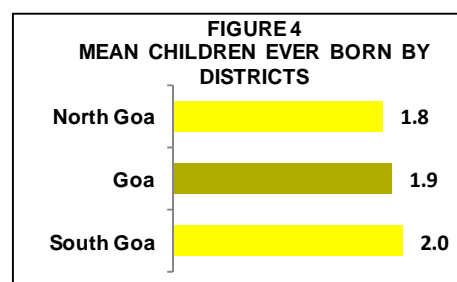 FIGURE 4
MEAN CHILDREN EVER BORN BY
DISTRICTS
North Goa 1.8
Goa 1.9
South Goa 2.0